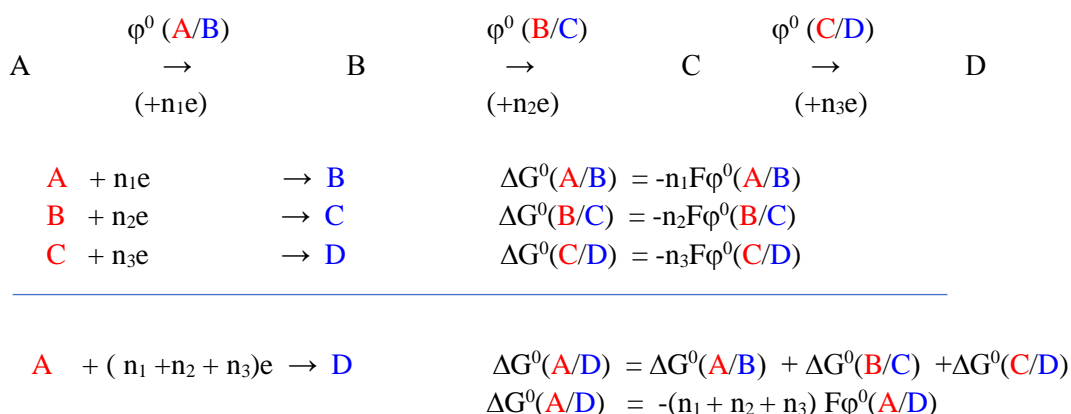 φ⁰ (A/B) φ⁰ (B/C) φ⁰ (C/D)
A → B → C → D
(+n₁e) (+n₂e) (+n₃e)
A + n₁e → B ΔG⁰(A/B) = -n₁Fφ⁰(A/B)
B + n₂e → C ΔG⁰(B/C) = -n₂Fφ⁰(B/C)
C + n₃e → D ΔG⁰(C/D) = -n₃Fφ⁰(C/D)
A + ( n₁ +n₂ + n₃)e → D ΔG⁰(A/D) = ΔG⁰(A/B) + ΔG⁰(B/C) +ΔG⁰(C/D)
ΔG⁰(A/D) = -(n₁ + n₂ + n₃) Fφ⁰(A/D)